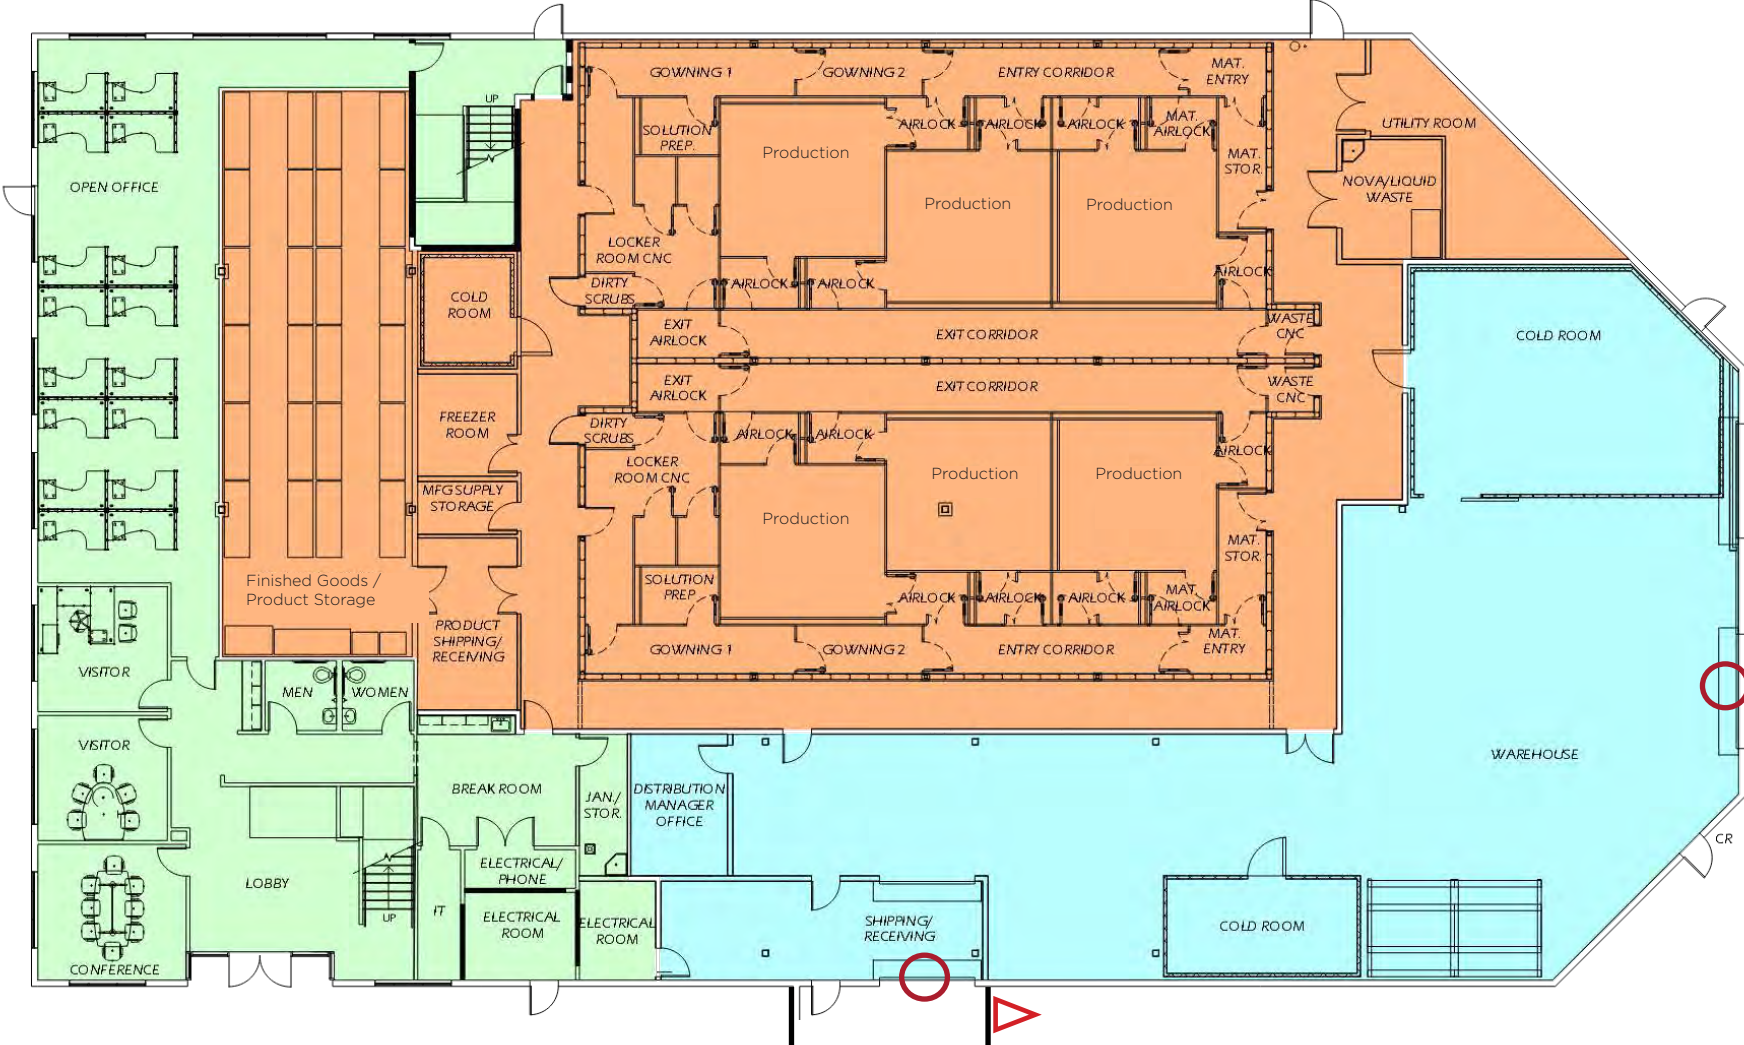 GOWNING 1
GOWNING 2
ENTRY CORRIDOR
MAT.
ENTRY
UP
SOLUTION
PREP.
AIRLOCK
AIRLOCK
AIRLOCK
MAT.
AIRLOCK
UTILITY ROOM
Production
MAT.
STOR.
OPEN OFFICE
NOVA/LIQUID
WASTE
Production
Production
LOCKER
ROOM CNC
DIRTY
SCRUBS
AIRLOCK
AIRLOCK
AIRLOCK
COLD
ROOM
EXIT
AIRLOCK
EXIT CORRIDOR
WASTE
CNC
COLD ROOM
EXIT
AIRLOCK
EXIT CORRIDOR
WASTE
CNC
FREEZER
ROOM
DIRTY
SCRUBS
AIRLOCK
AIRLOCK
AIRLOCK
LOCKER
ROOM CNC
Production
Production
MFG SUPPLY
STORAGE
Production
MAT.
STOR.
Finished Goods /
Product Storage
SOLUTION
PREP
AIRLOCK
AIRLOCK
AIRLOCK
MAT.
AIRLOCK
PRODUCT
SHIPPING/
RECEIVING
GOWNING 1
GOWNING 2
ENTRY CORRIDOR
MAT.
ENTRY
VISITOR
MEN
WOMEN
VISITOR
WAREHOUSE
BREAK ROOM
JAN./
STOR.
DISTRIBUTION
MANAGER
OFFICE
CR
LOBBY
ELECTRICAL/
PHONE
UP
IT
ELECTRICAL
ROOM
ELECTRICAL
ROOM
SHIPPING/
RECEIVING
COLD ROOM
CONFERENCE